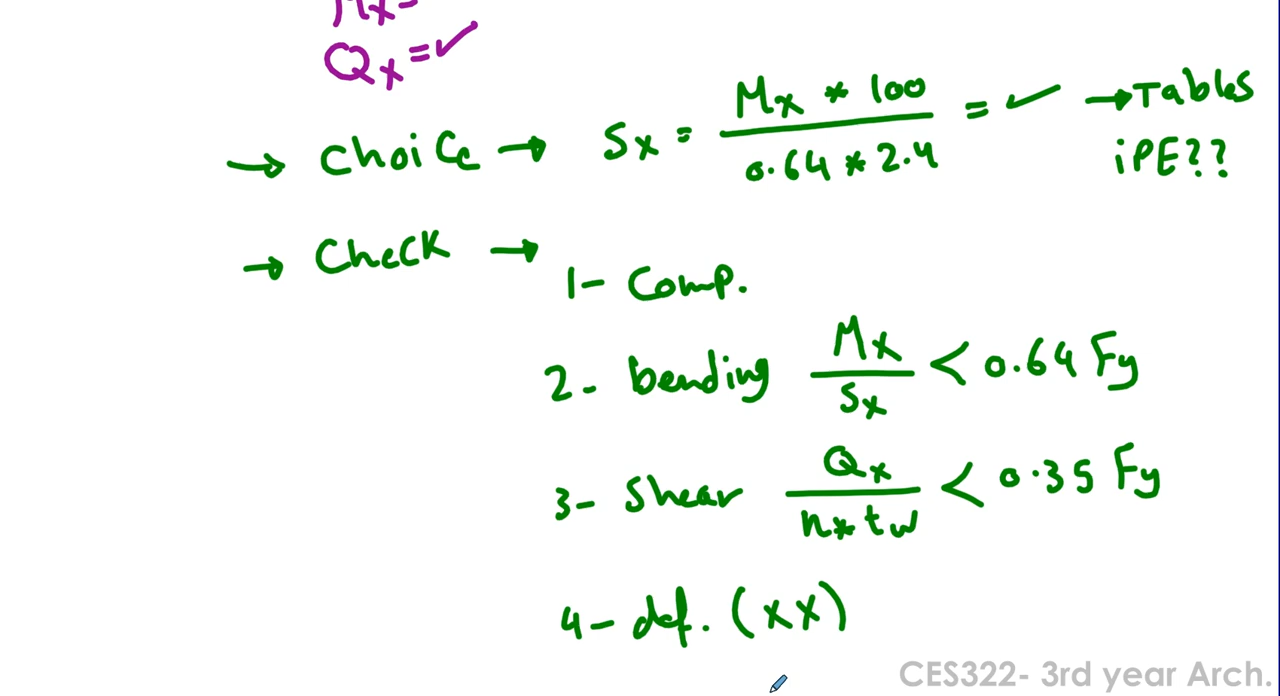 Mx=
Qx=✓
→ Choice → Sx = (Mx * 100) / (0.64 * 2.4) = ✓ → Tables
iPE??
→ Check →
1- Comp.
2- bending Mx / Sx < 0.64 Fy
3- Shear Qx / h * tw < 0.35 Fy
4- def. (xx)
CES322- 3rd year Arch.